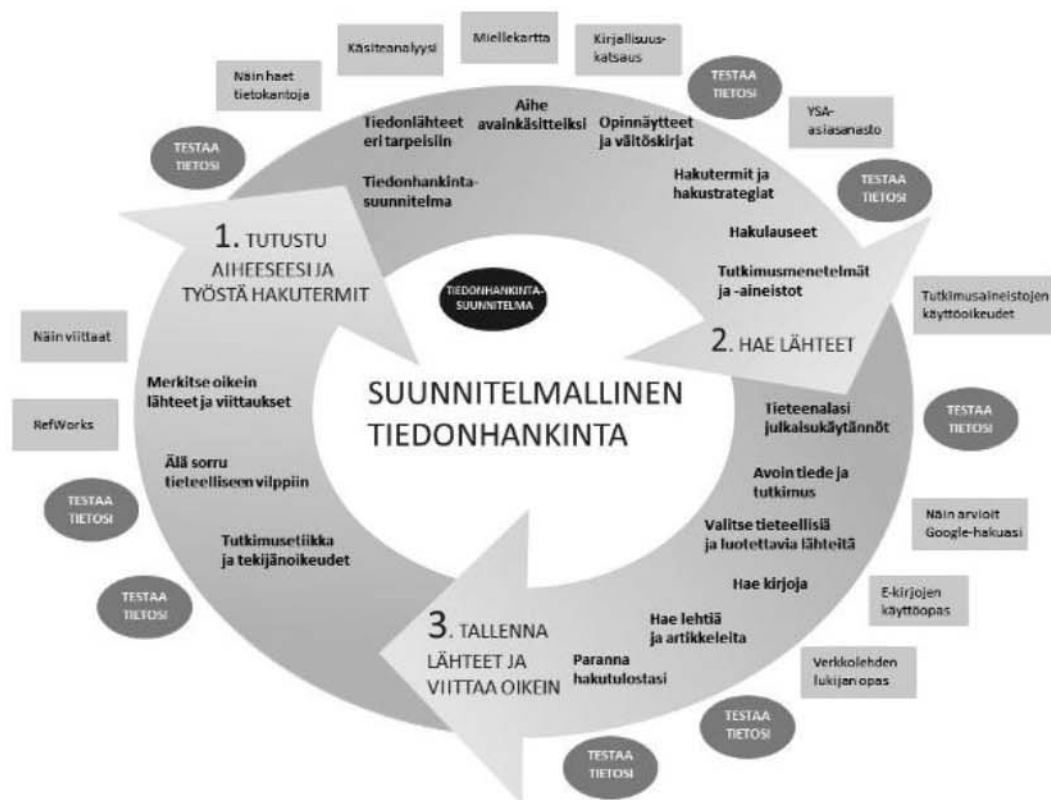 Käsiteanalyysi
Miellekartta
Kirjallisuus-
katsaus
Näin haet
tietokantoja
TESTAA
TIETOSI
YSA-
asiasanasto
TESTAA
TIETOSI
TESTAA
TIETOSI
Tiedonlähteet
eri tarpeisiin
Aihe
avainkäsitteiksi
Opinnäytteet
ja väitöskirjat
Tiedonhankinta-
suunnitelma
Hakutermit ja
hakustrategiat
Hakulauseet
Tutkimusmenetelmät
ja -aineistot
1. TUTUSTU
AIHEESEESI JA
TYÖSTÄ HAKUTERMIT
TIEDONHANKINTA-
SUUNNITELMA
Tutkimusaineistojen
käyttöoikeudet
2. HAE LÄHTEET
SUUNNITELMALLINEN
TIEDONHANKINTA
Näin viittaat
Merkitse oikein
lähteet ja viittaukset
RefWorks
Älä sorru
tieteelliseen vilppiin
TESTAA
TIETOSI
Tutkimusetiikka
ja tekijänoikeudet
TESTAA
TIETOSI
Tieteenalasi
julkaisukäytännöt
TESTAA
TIETOSI
Avoin tiede ja
tutkimus
Valitse tieteellisiä
ja luotettavia lähteitä
Näin arvioit
Google-hakuasi
Hae kirjoja
E-kirjojen
käyttöopas
Hae lehtiä
ja artikkeleita
Verkkolehden
lukijan opas
Paranna
hakutulostasi
3. TALLENNA
LÄHTEET JA
VIITTAA OIKEIN
TESTAA
TIETOSI
TESTAA
TIETOSI